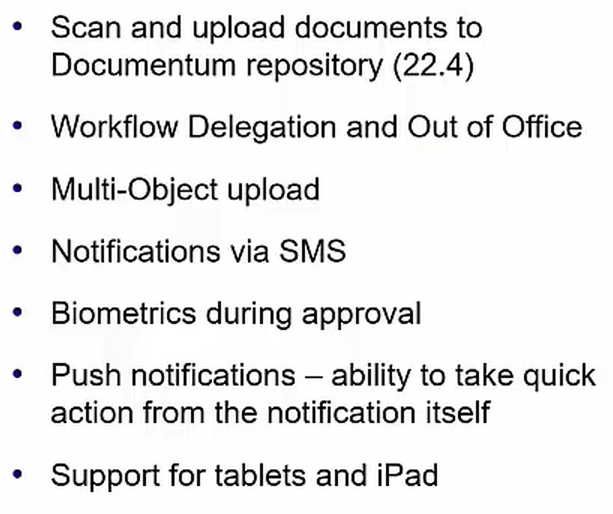 • Scan and upload documents to
Documentum repository (22.4)
• Workflow Delegation and Out of Office
• Multi-Object upload
• Notifications via SMS
• Biometrics during approval
• Push notifications – ability to take quick
action from the notification itself
• Support for tablets and iPad